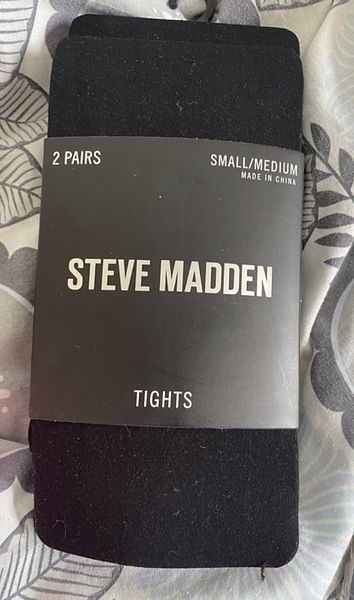 2 PAIRS
SMALL/MEDIUM
MADE IN CHINA
STEVE MADDEN
TIGHTS